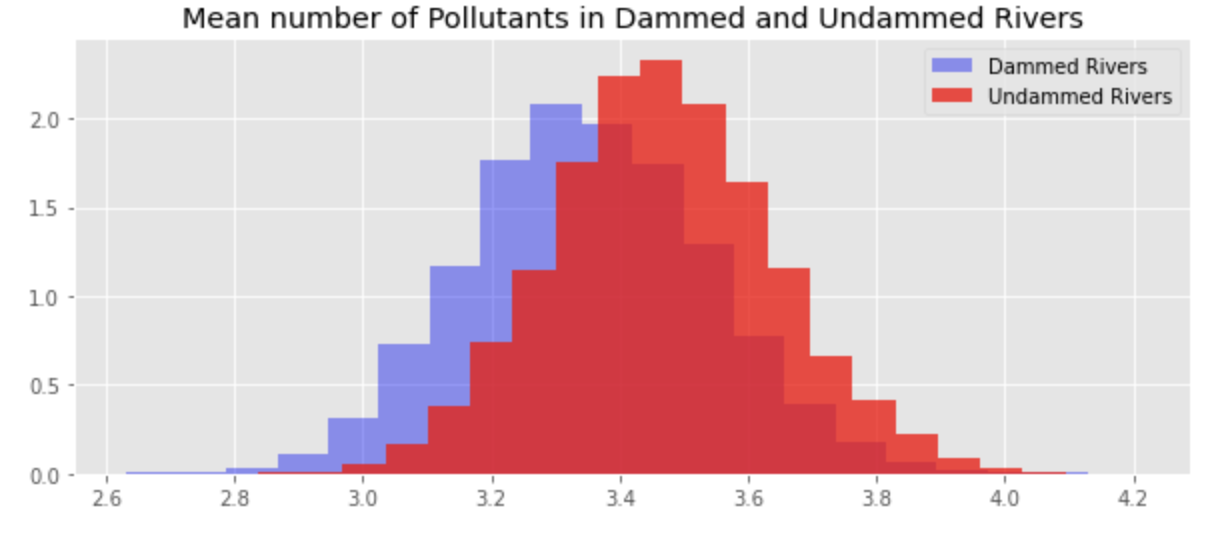 Mean number of Pollutants in Dammed and Undammed Rivers
Dammed Rivers
Undammed Rivers
2.0
1.5
1.0
0.5
0.0
2.6 2.8 3.0 3.2 3.4 3.6 3.8 4.0 4.2